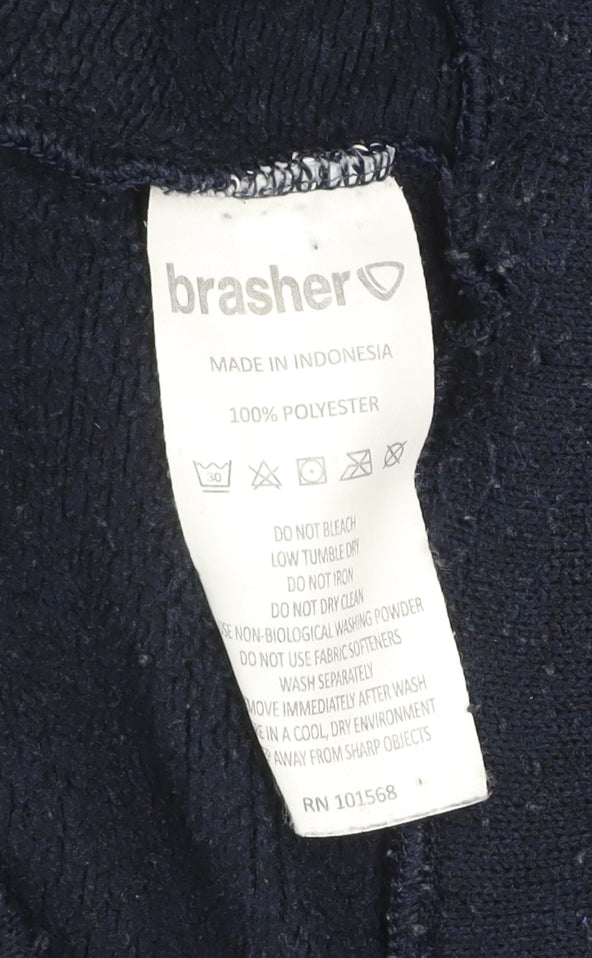 brasher
MADE IN INDONESIA
100% POLYESTER
30
DO NOT BLEACH
LOW TUMBLE DRY
DO NOT IRON
DO NOT DRY CLEAN
SE NON-BIOLOGICAL WASHING POWDER
DO NOT USE FABRIC SOFTENERS
WASH SEPARATELY
MOVE IMMEDIATELY AFTER WASH
E IN A COOL, DRY ENVIRONMENT
P AWAY FROM SHARP OBJECTS
RN 101568